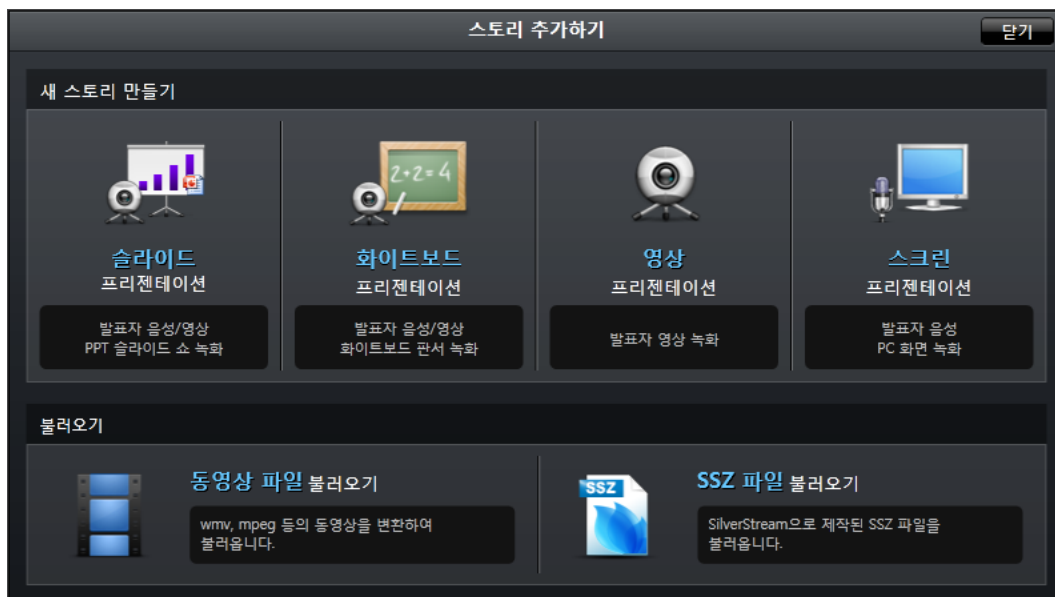 스토리 추가하기
닫기
새 스토리 만들기
2+2=4
슬라이드
프리젠테이션
발표자 음성/영상
PPT 슬라이드 쇼 녹화
화이트보드
프리젠테이션
발표자 음성/영상
화이트보드 판서 녹화
영상
프리젠테이션
발표자 영상 녹화
스크린
프리젠테이션
발표자 음성
PC 화면 녹화
불러오기
동영상 파일 불러오기
wmv, mpeg 등의 동영상을 변환하여
불러옵니다.
SSZ
SSZ 파일 불러오기
SilverStream으로 제작된 SSZ 파일을
불러옵니다.